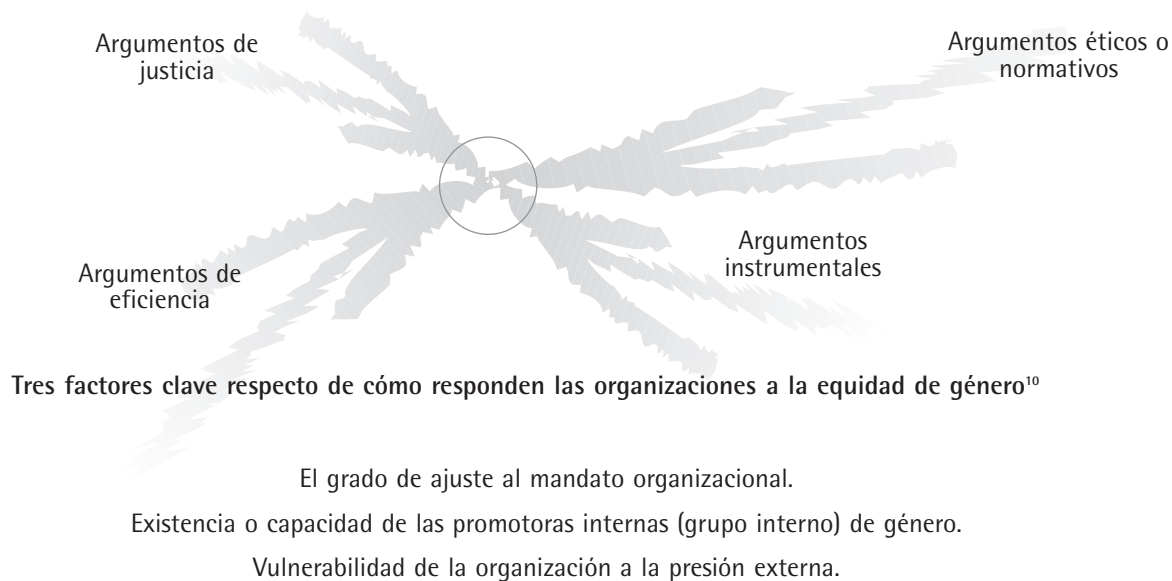 Argumentos de
justicia
Argumentos éticos o
normativos
Argumentos de
eficiencia
Argumentos
instrumentales
Tres factores clave respecto de cómo responden las organizaciones a la equidad de género¹⁰
El grado de ajuste al mandato organizacional.
Existencia o capacidad de las promotoras internas (grupo interno) de género.
Vulnerabilidad de la organización a la presión externa.